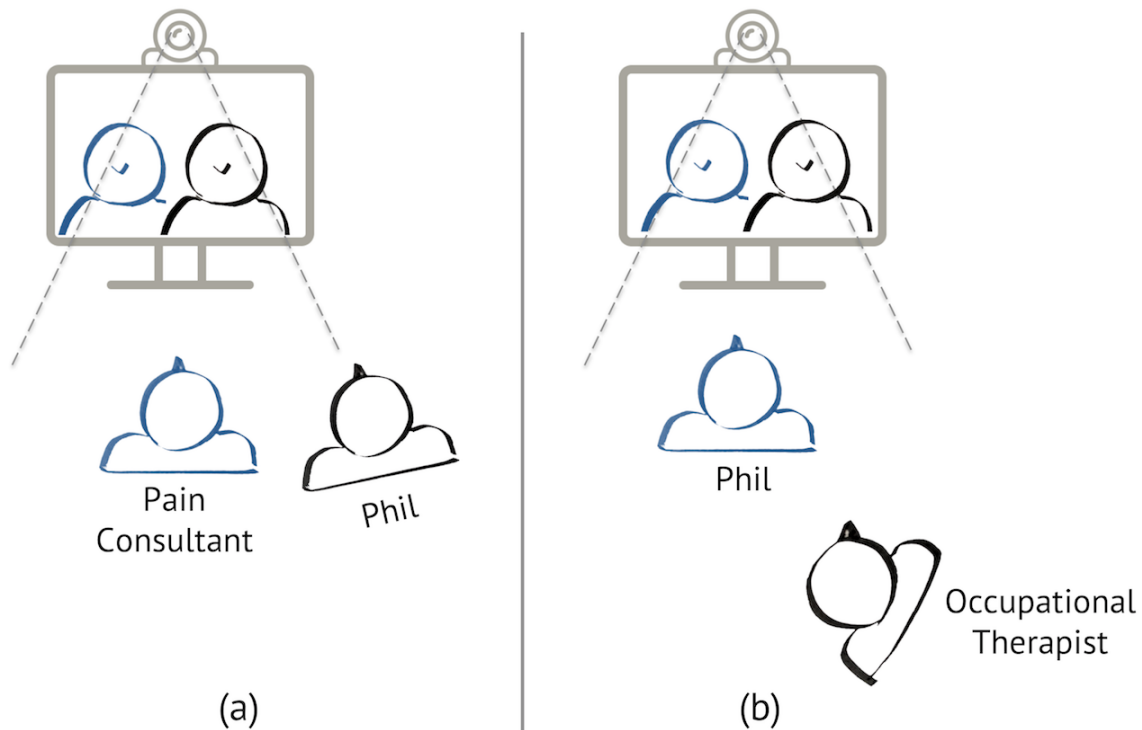 Pain
Consultant
Phil
(a)
Phil
Occupational
Therapist
(b)